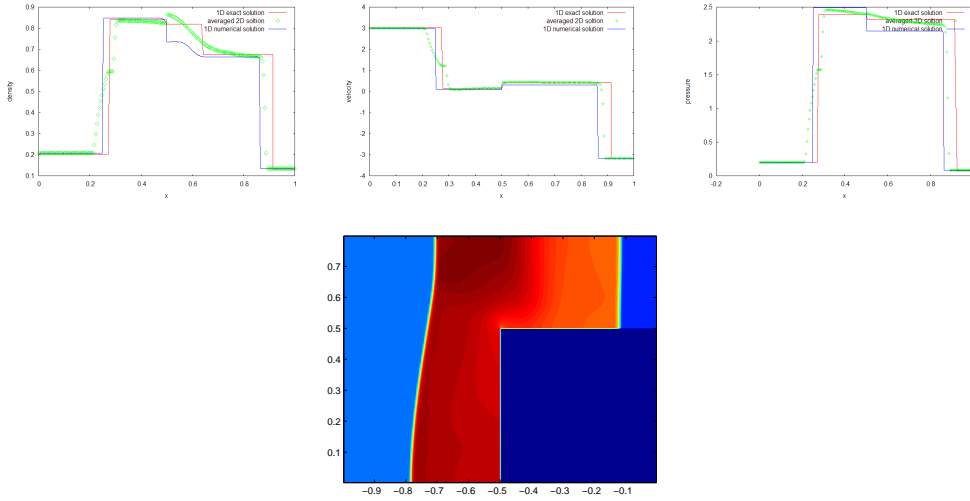 0.9
0.8
0.7
0.6
0.5
0.4
0.3
0.2
0.1
0 0.2 0.4 0.6 0.8 1
x
density
1D exact solution
averaged 2D soltion
1D numerical solution
4
3
2
1
0
-1
-2
-3
-4
0 0.1 0.2 0.3 0.4 0.5 0.6 0.7 0.8 0.9 1
x
velocity
1D exact solution
averaged 2D soltion
1D numerical solution
2.5
2
1.5
1
0.5
0
-0.2 0 0.2 0.4 0.6 0.8
x
pressure
1D exact solution
averaged 2D soltion
1D numerical solution
0.7
0.6
0.5
0.4
0.3
0.2
0.1
−0.9 −0.8 −0.7 −0.6 −0.5 −0.4 −0.3 −0.2 −0.1